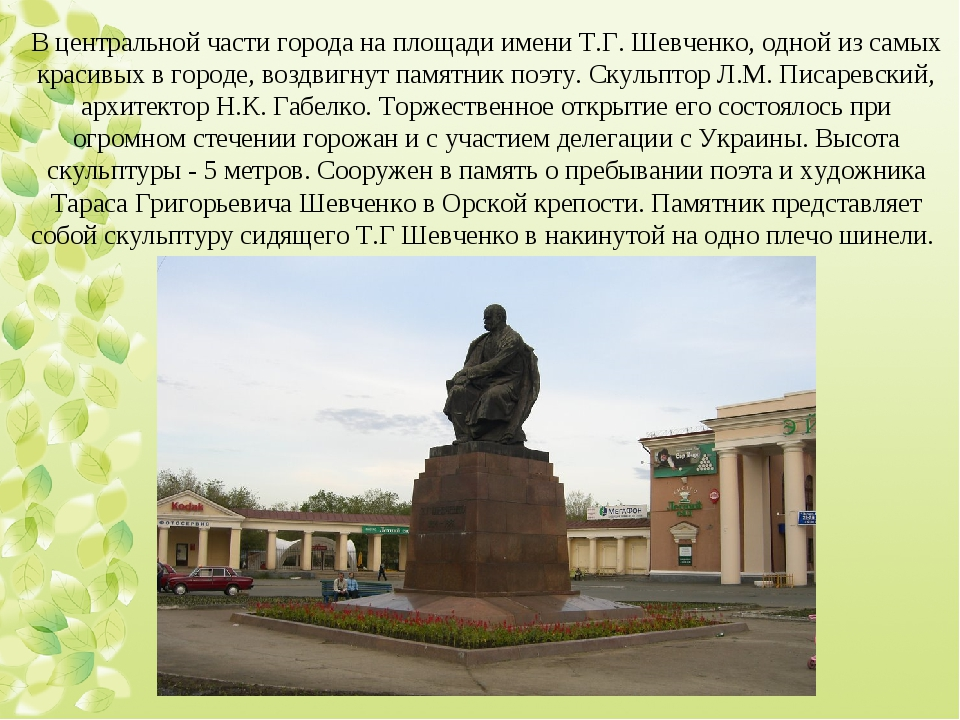 В центральной части города на площади имени Т.Г. Шевченко, одной из самых
красивых в городе, воздвигнут памятник поэту. Скульптор Л.М. Писаревский,
архитектор Н.К. Габелко. Торжественное открытие его состоялось при
огромном стечении горожан и с участием делегации с Украины. Высота
скульптуры - 5 метров. Сооружен в память о пребывании поэта и художника
Тараса Григорьевича Шевченко в Орской крепости. Памятник представляет
собой скульптуру сидящего Т.Г Шевченко в накинутой на одно плечо шинели.
Kodak
ФОТОСЕРВИС
МЕГАФОН